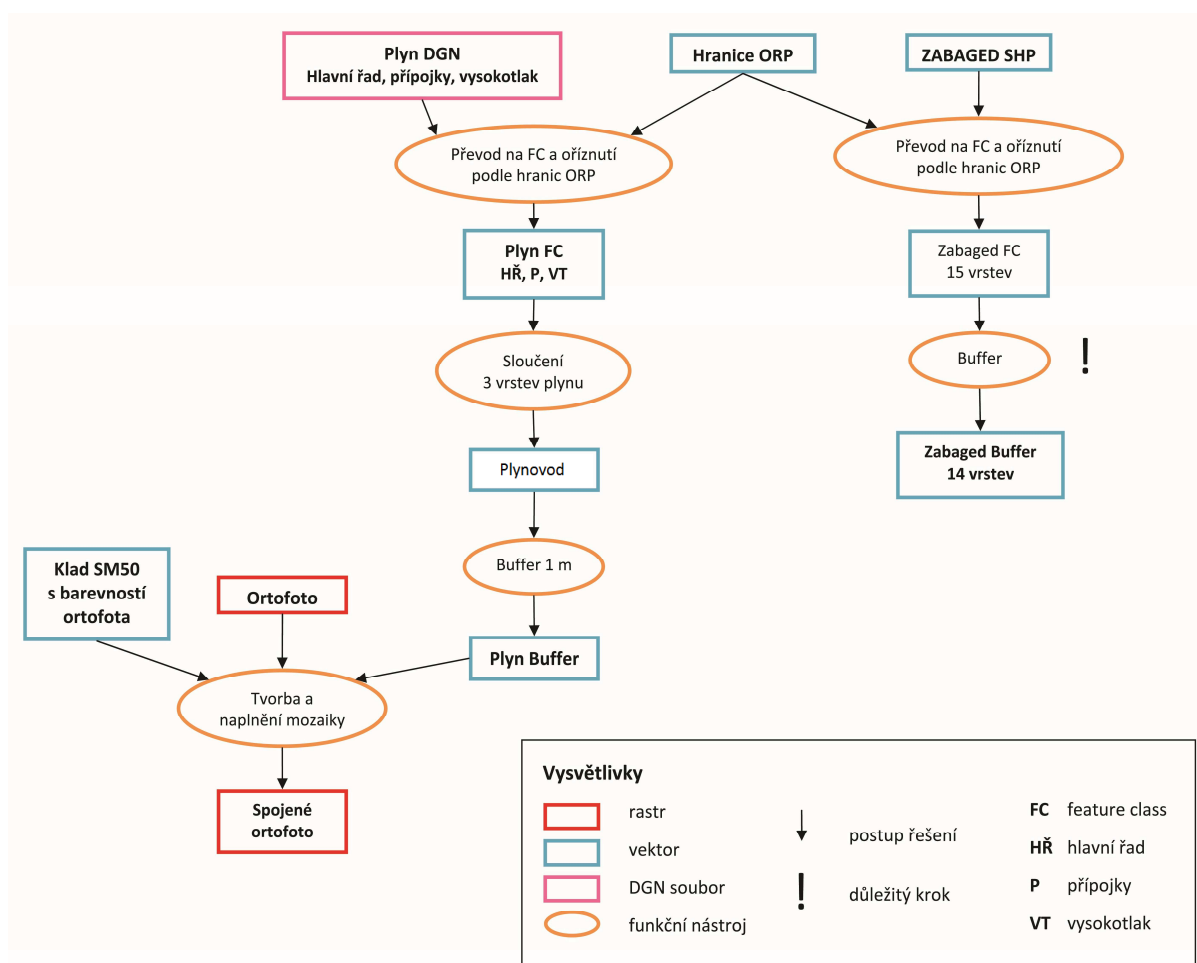 Plyn DGN
Hlavní řad, přípojky, vysokotlak
Hranice ORP
ZABAGED SHP
Převod na FC a oříznutí
podle hranic ORP
Převod na FC a oříznutí
podle hranic ORP
Plyn FC
HŘ, P, VT
Zabaged FC
15 vrstev
Sloučení
3 vrstev plynu
Buffer
!
Zabaged Buffer
14 vrstev
Plynovod
Buffer 1 m
Klad SM50
s barevností
ortofota
Ortofoto
Plyn Buffer
Tvorba a
naplnění mozaiky
Spojené
ortofoto
Vysvětlivky
rastr
vektor
DGN soubor
funkční nástroj
postup řešení
! důležitý krok
FC feature class
HŘ hlavní řad
P přípojky
VT vysokotlak